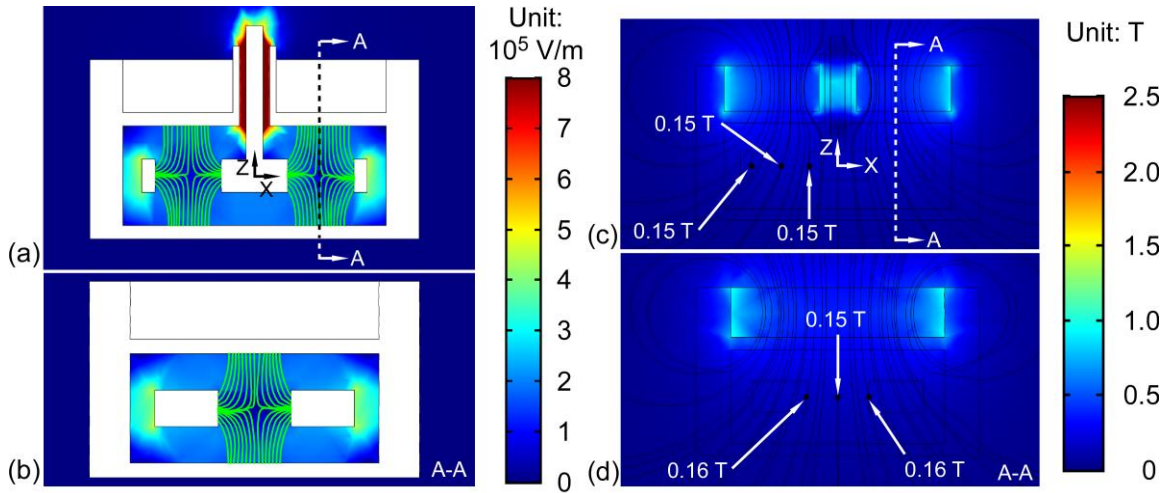 A
Z
X
A
(a)
(b)
A-A
Unit:
10⁵ V/m
8
7
6
5
4
3
2
1
0
A
0.15 T
Z
X
0.15 T
0.15 T
A
(c)
0.15 T
0.16 T
0.16 T
(d)
A-A
Unit: T
2.5
2.0
1.5
1.0
0.5
0